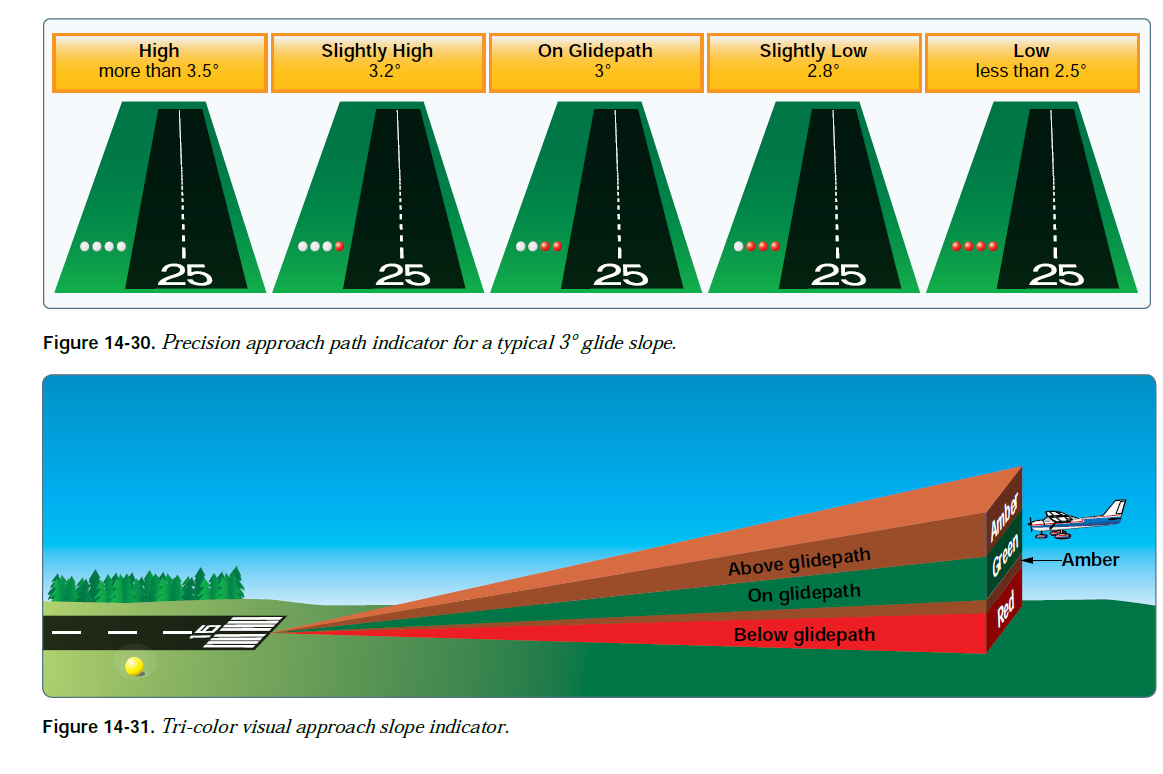 High
more than 3.5°
Slightly High
3.2°
On Glidepath
3°
Slightly Low
2.8°
Low
less than 2.5°
25
25
25
25
25
Figure 14-30. Precision approach path indicator for a typical 3° glide slope.
Amber
Above glidepath
Green
Amber
On glidepath
Red
Below glidepath
15
Figure 14-31. Tri-color visual approach slope indicator.